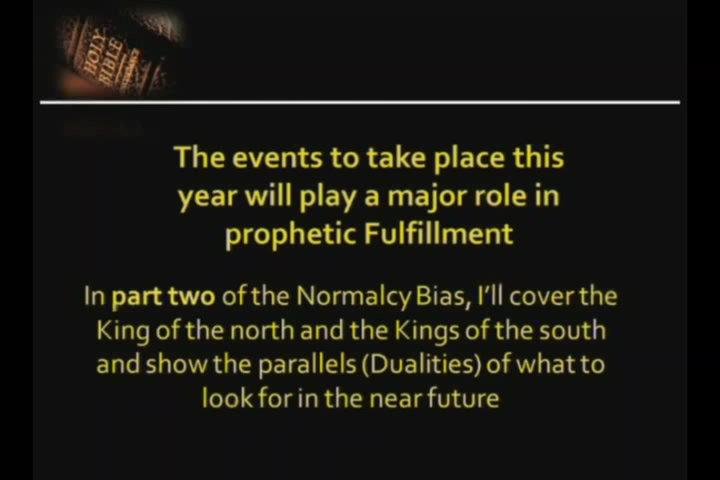 HOLY
BIBLE
The events to take place this
year will play a major role in
prophetic Fulfillment
In part two of the Normalcy Bias, I'll cover the
King of the north and the Kings of the south
and show the parallels (Dualities) of what to
look for in the near future